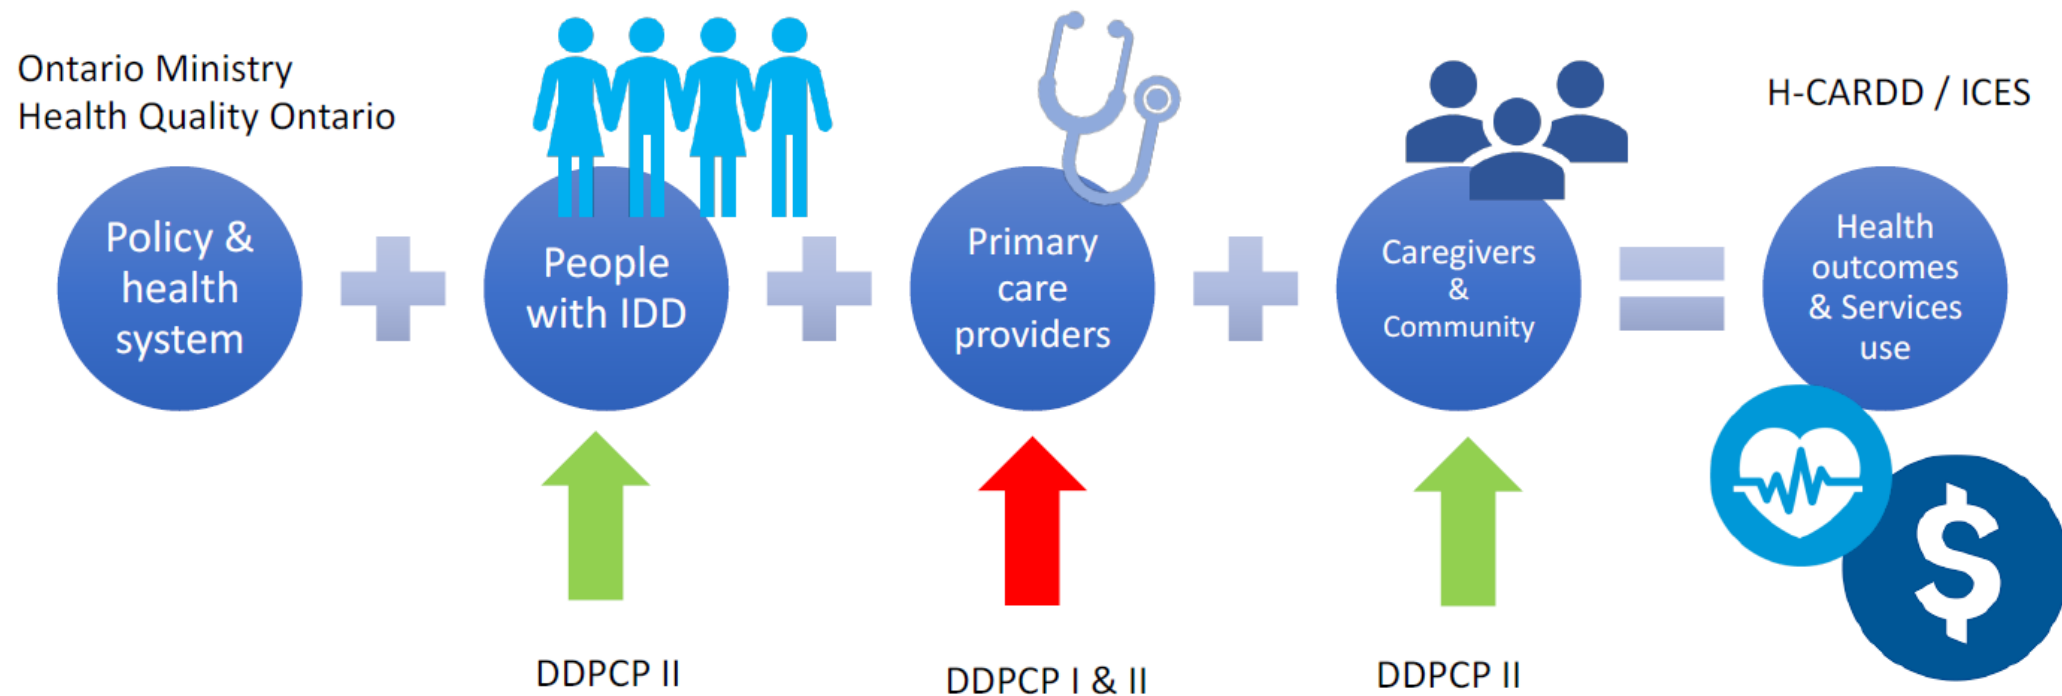 Ontario Ministry
Health Quality Ontario
H-CARDD / ICES
Policy &
health
system
People
with IDD
Primary
care
providers
Caregivers
&
Community
Health
outcomes
& Services
use
$
DDPCP II
DDPCP I & II
DDPCP II